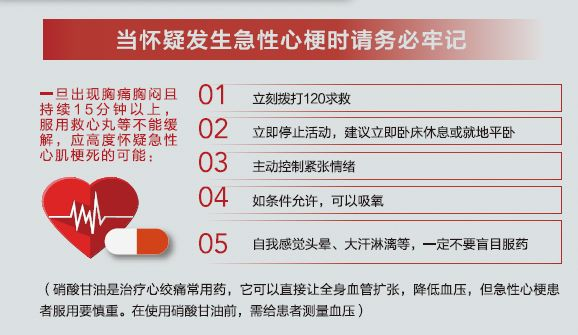 当怀疑发生急性心梗时请务必牢记
一旦出现胸痛胸闷且
持续15分钟以上，
服用救心丸等不能缓
解，应高度怀疑急性
心肌梗死的可能：
01 立刻拨打120求救
02 立即停止活动，建议立即卧床休息或就地平卧
03 主动控制紧张情绪
04 如条件允许，可以吸氧
05 自我感觉头晕、大汗淋漓等，一定不要盲目服药
（硝酸甘油是治疗心绞痛常用药，它可以直接让全身血管扩张，降低血压，但急性心梗患
者服用要慎重。在使用硝酸甘油前，需给患者测量血压）